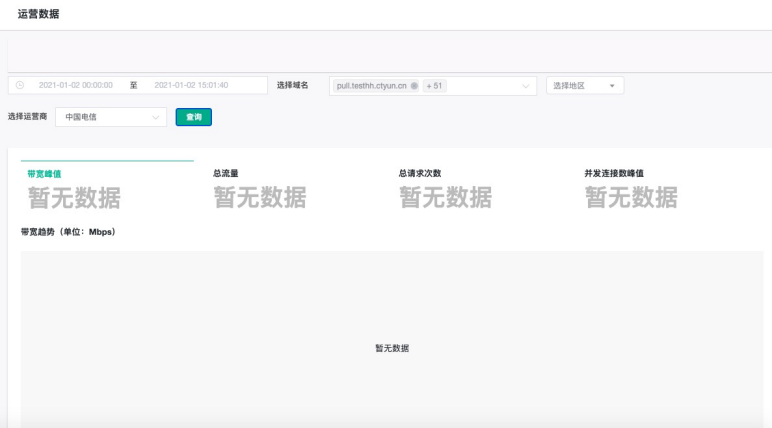 运营数据
2021-01-02 00:00:00 至 2021-01-02 15:01:40 选择域名 pull.testhh.ctyun.cn + 51 选择地区
选择运营商 中国电信 查询
带宽峰值 总流量 总请求次数 并发连接数峰值
暂无数据 暂无数据 暂无数据 暂无数据
带宽趋势（单位：Mbps）
暂无数据